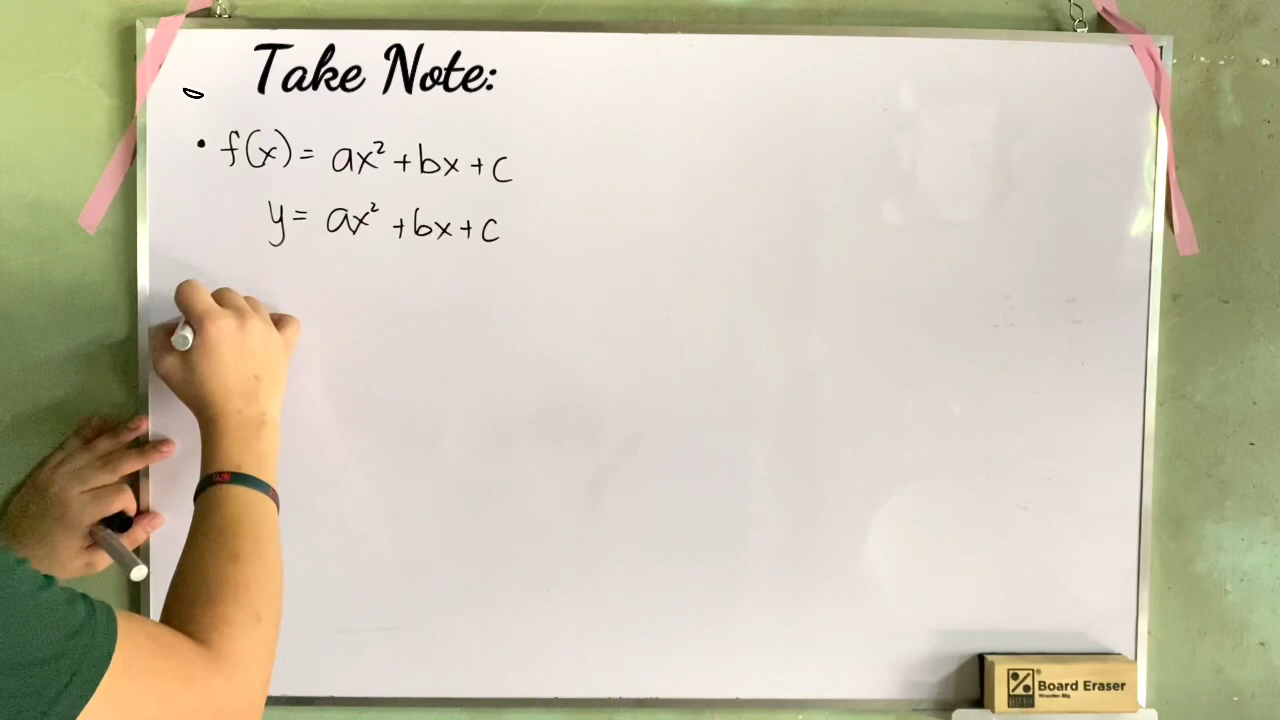 Take Note:
• f(x) = ax² + bx + c
y = ax² + bx + c
Board Eraser